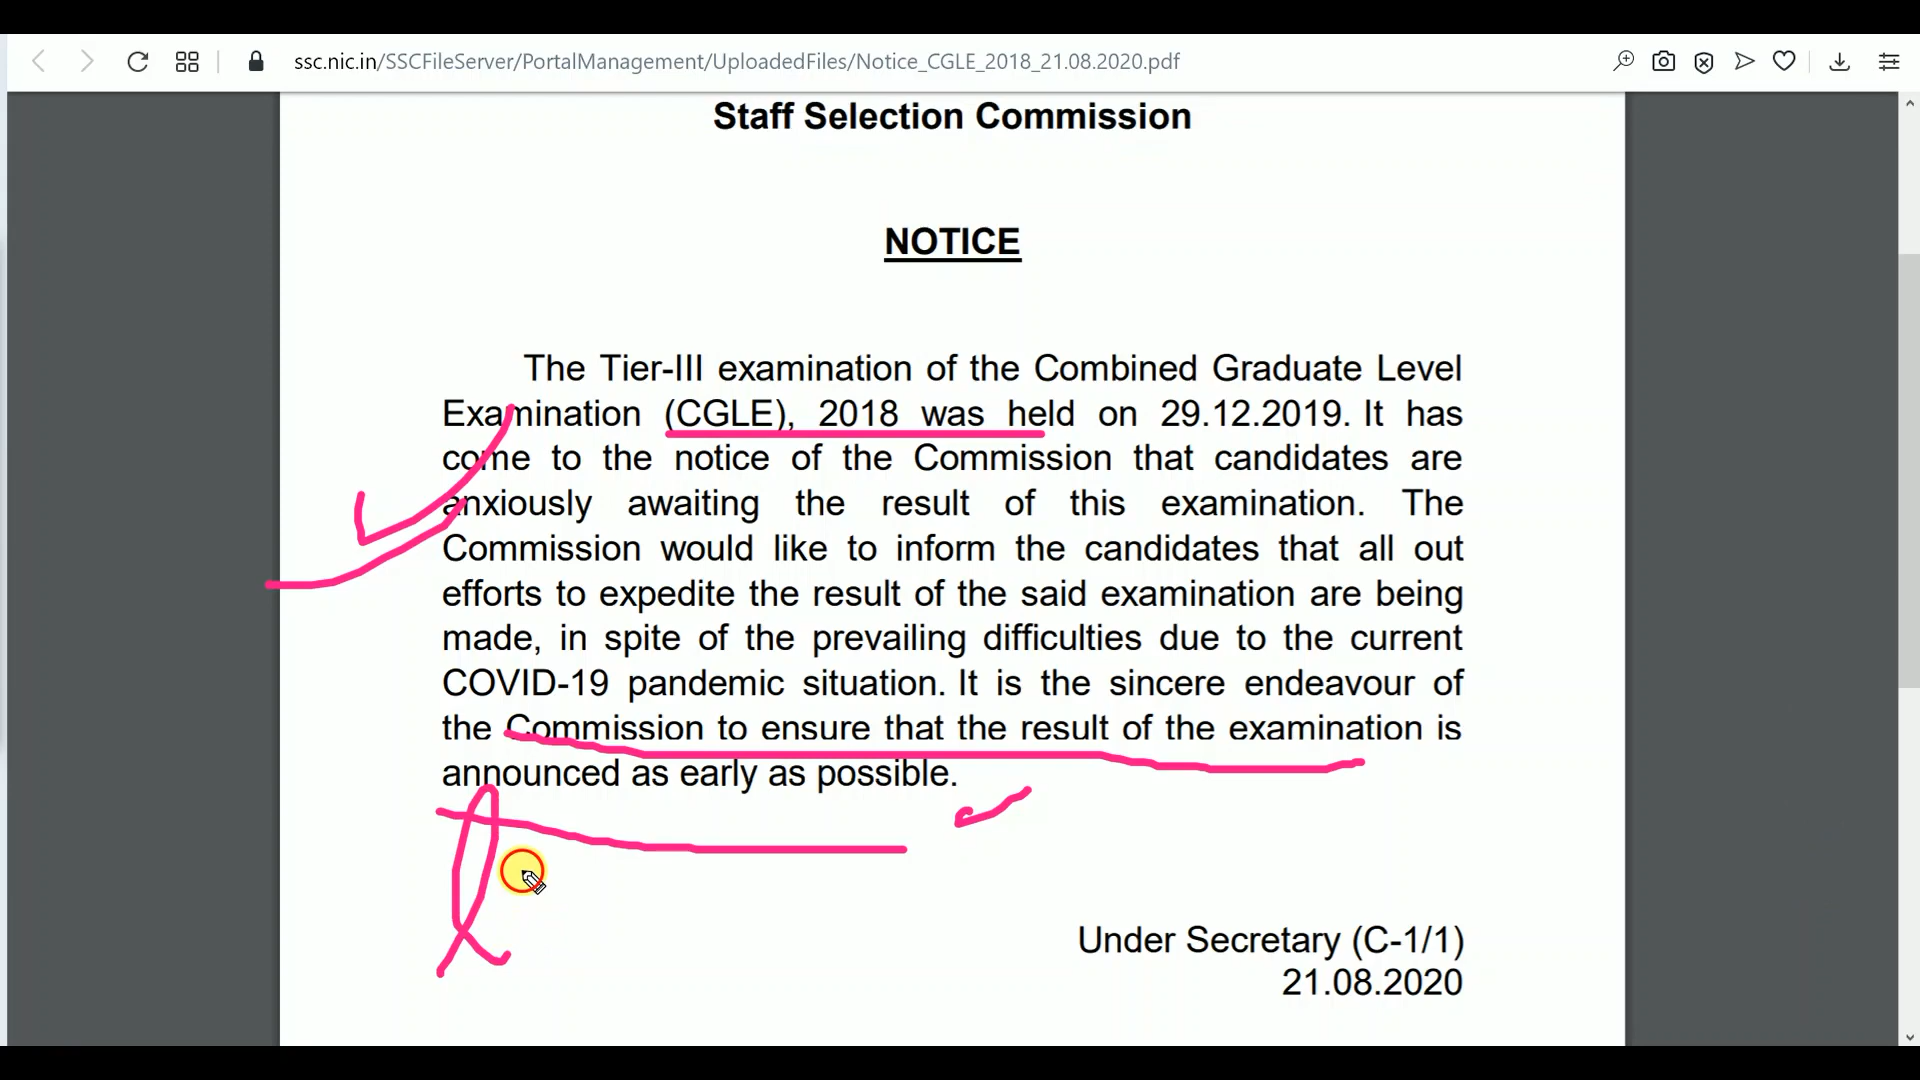 ssc.nic.in/SSCFileServer/PortalManagement/UploadedFiles/Notice_CGLE_2018_21.08.2020.pdf
Staff Selection Commission
NOTICE
The Tier-III examination of the Combined Graduate Level
Examination (CGLE), 2018 was held on 29.12.2019. It has
come to the notice of the Commission that candidates are
anxiously awaiting the result of this examination. The
Commission would like to inform the candidates that all out
efforts to expedite the result of the said examination are being
made, in spite of the prevailing difficulties due to the current
COVID-19 pandemic situation. It is the sincere endeavour of
the Commission to ensure that the result of the examination is
announced as early as possible.
Under Secretary (C-1/1)
21.08.2020